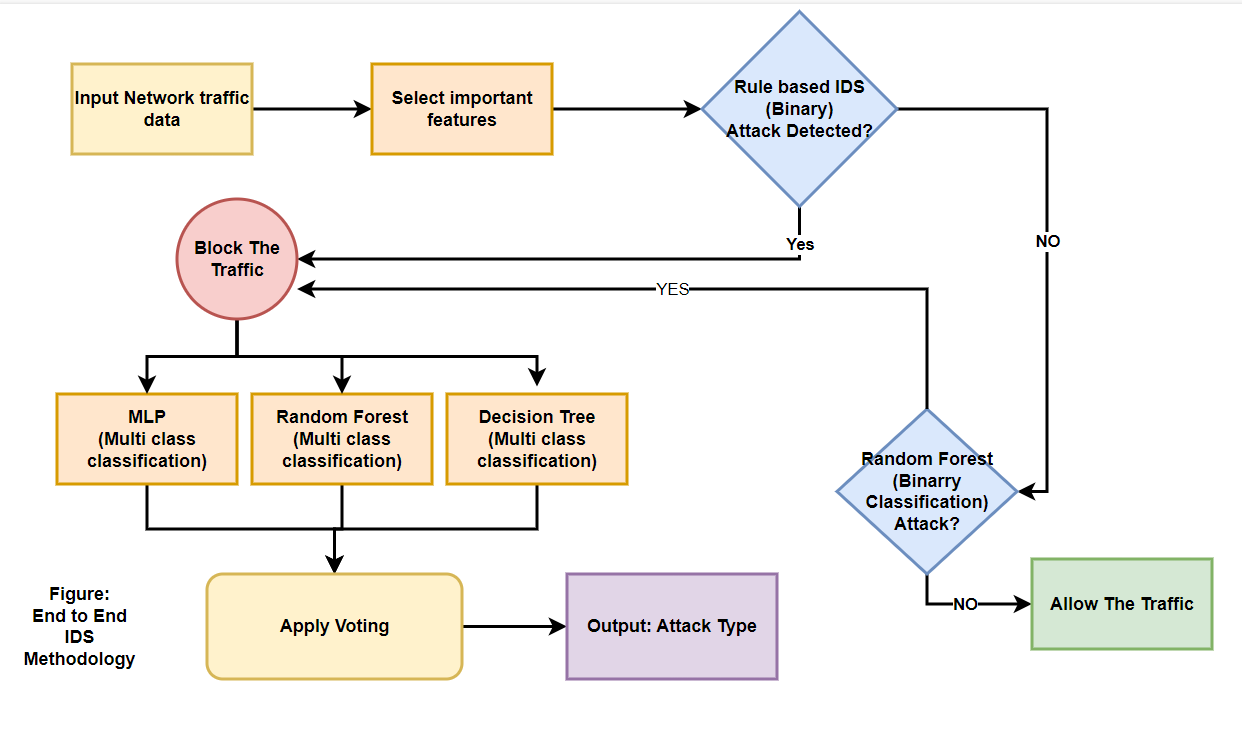 Input Network traffic
data
Select important
features
Rule based IDS
(Binary)
Attack Detected?
Block The
Traffic
Yes
NO
YES
MLP
(Multi class
classification)
Random Forest
(Multi class
classification)
Decision Tree
(Multi class
classification)
Random Forest
(Binarry
Classification)
Attack?
Figure:
End to End
IDS
Methodology
Apply Voting
Output: Attack Type
NO
Allow The Traffic